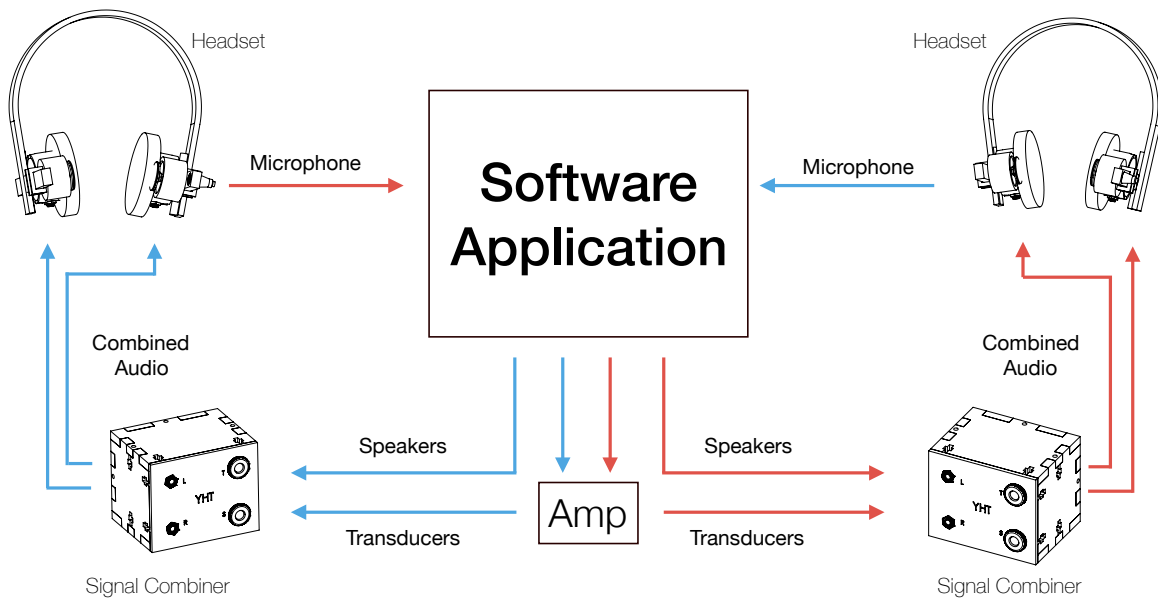 Headset
Headset
Microphone
Software
Application
Microphone
Combined
Audio
Combined
Audio
Speakers
Speakers
T
L
YHT
R
S
Amp
L
T
YHT
R
S
Transducers
Transducers
Signal Combiner
Signal Combiner